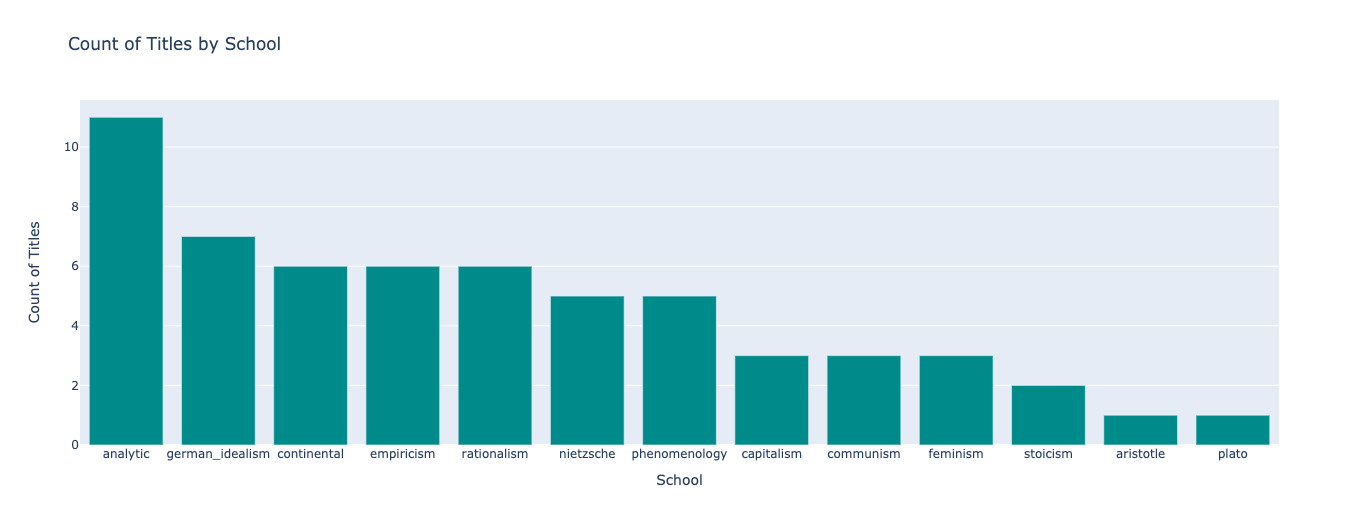 Count of Titles by School
Count of Titles
10
8
6
4
2
0
analytic german_idealism continental empiricism rationalism nietzsche phenomenology capitalism communism feminism stoicism aristotle plato
School